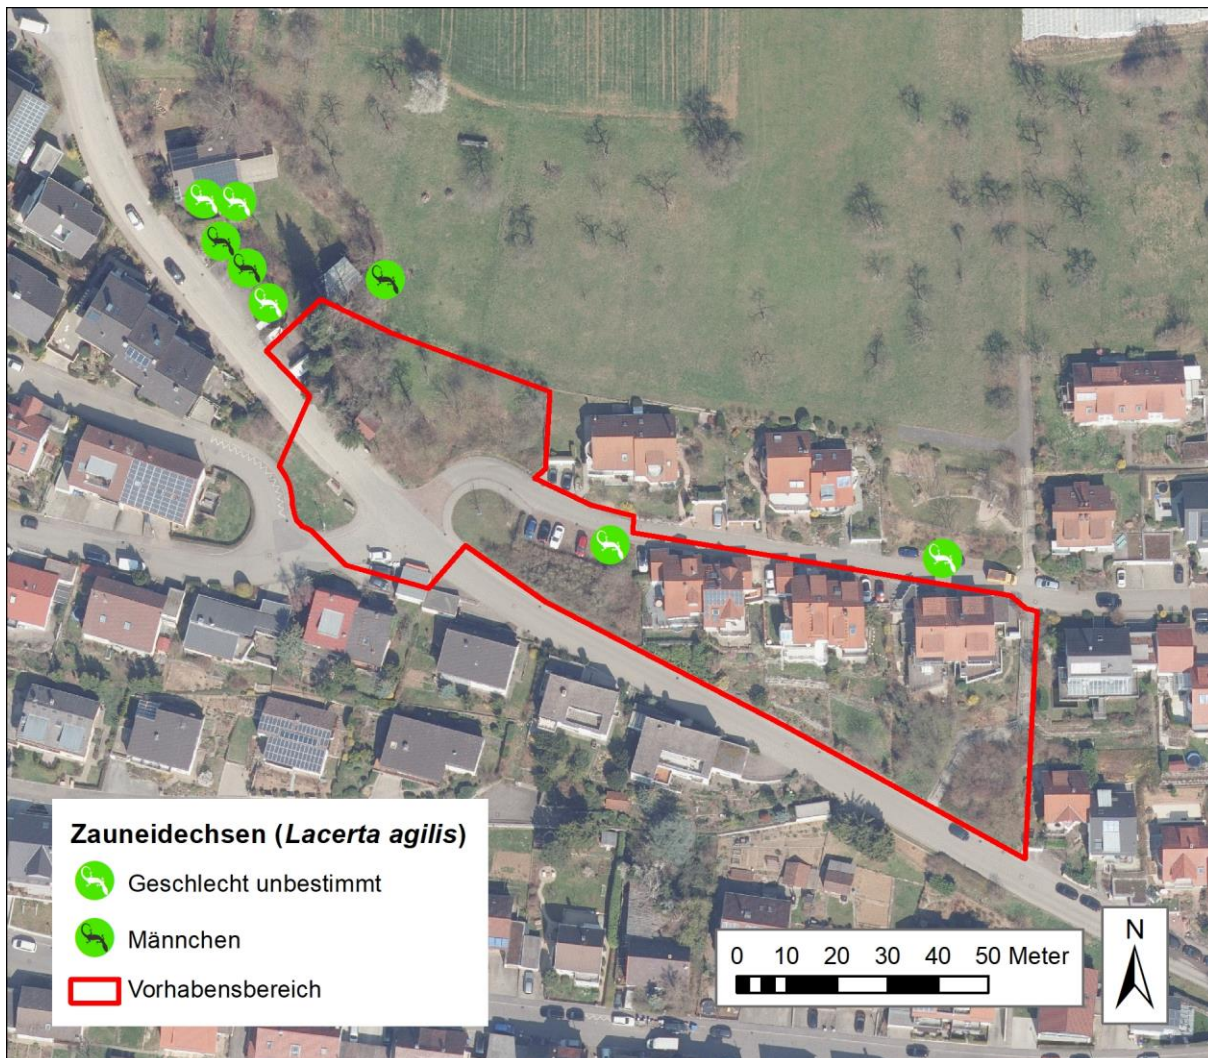 Zauneidechsen (Lacerta agilis)
Geschlecht unbestimmt
Männchen
Vorhabensbereich
0 10 20 30 40 50 Meter
N